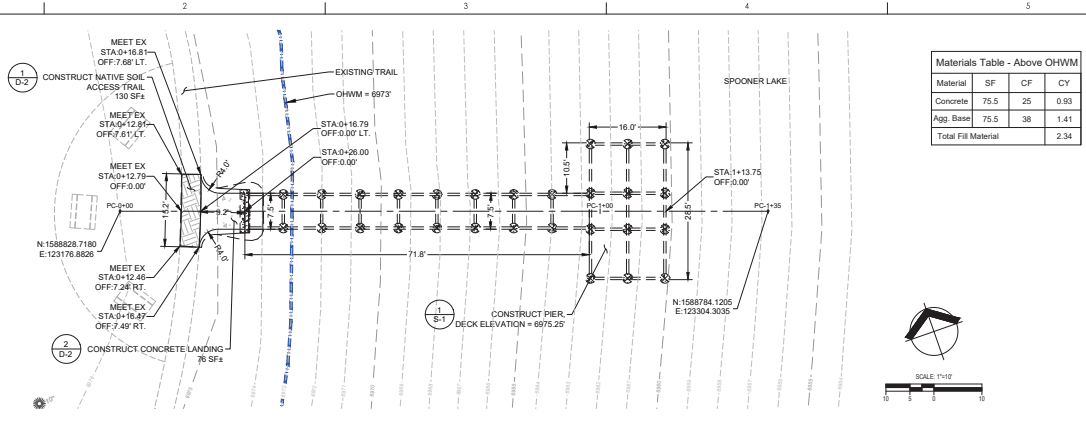 2
3
4
5
MEET EX
STA:0+16.81
OFF:7.68' LT.
1
D-2
CONSTRUCT NATIVE SOIL
ACCESS TRAIL
130 SF±
MEET EX
STA:0+12.81
OFF:7.61' LT.
MEET EX
STA:0+12.79
OFF:0.00'
PC-0+00
N:1588828.7180
E:123176.8826
MEET EX
STA:0+12.46
OFF:7.24' RT.
MEET EX
STA:0+16.47
OFF:7.49' RT.
2
D-2
CONSTRUCT CONCRETE LANDING
76 SF±
EXISTING TRAIL
OHWM = 6973'
STA:0+16.79
OFF:0.00' LT.
STA:0+26.00
OFF:0.00'
R4.0'
15.2'
9.2'
7.5'
R4.0'
71.8'
7.5'
1
S-1
CONSTRUCT PIER,
DECK ELEVATION = 6975.25'
16.0'
10.5'
28.5'
PC-1+00
STA:1+13.75
OFF:0.00'
PC-1+35
N:1588784.1205
E:123304.3035
SPOONER LAKE
Materials Table - Above OHWM
Material SF CF CY
Concrete 75.5 25 0.93
Agg. Base 75.5 38 1.41
Total Fill Material 2.34
SCALE: 1"=10'
10 5 0 10